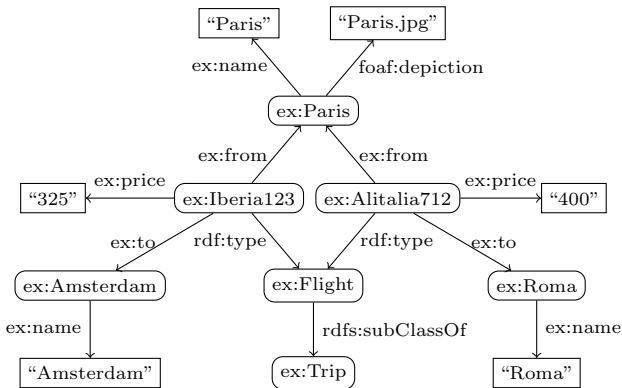 “Paris” “Paris.jpg”
ex:name foaf:depiction
ex:Paris
ex:from ex:from
ex:price ex:price
“325” ex:Iberia123 ex:Alitalia712 “400”
ex:to rdf:type rdf:type ex:to
ex:Amsterdam ex:Flight ex:Roma
ex:name rdfs:subClassOf ex:name
“Amsterdam” ex:Trip “Roma”